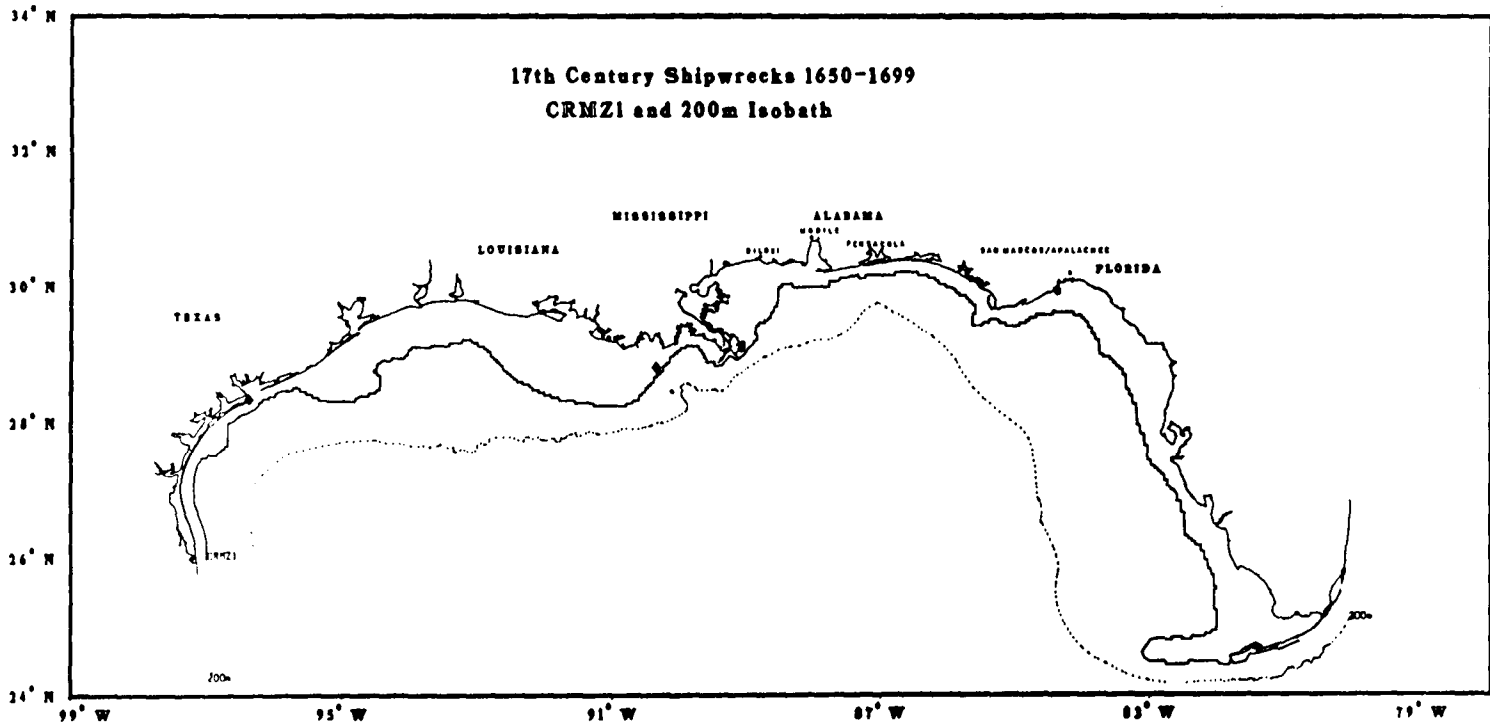 34° N
17th Century Shipwrecks 1650-1699
CRMZ1 and 200m Isobath
32° N
MISSISSIPPI
ALABAMA
MOBILE
LOUISIANA
BILOXI
PENSACOLA
SAN MARCOS/APALACHEE
FLORIDA
30° N
TEXAS
28° N
26° N
CRMZ1
200m
200m
24° N
99° W
95° W
91° W
87° W
83° W
79° W